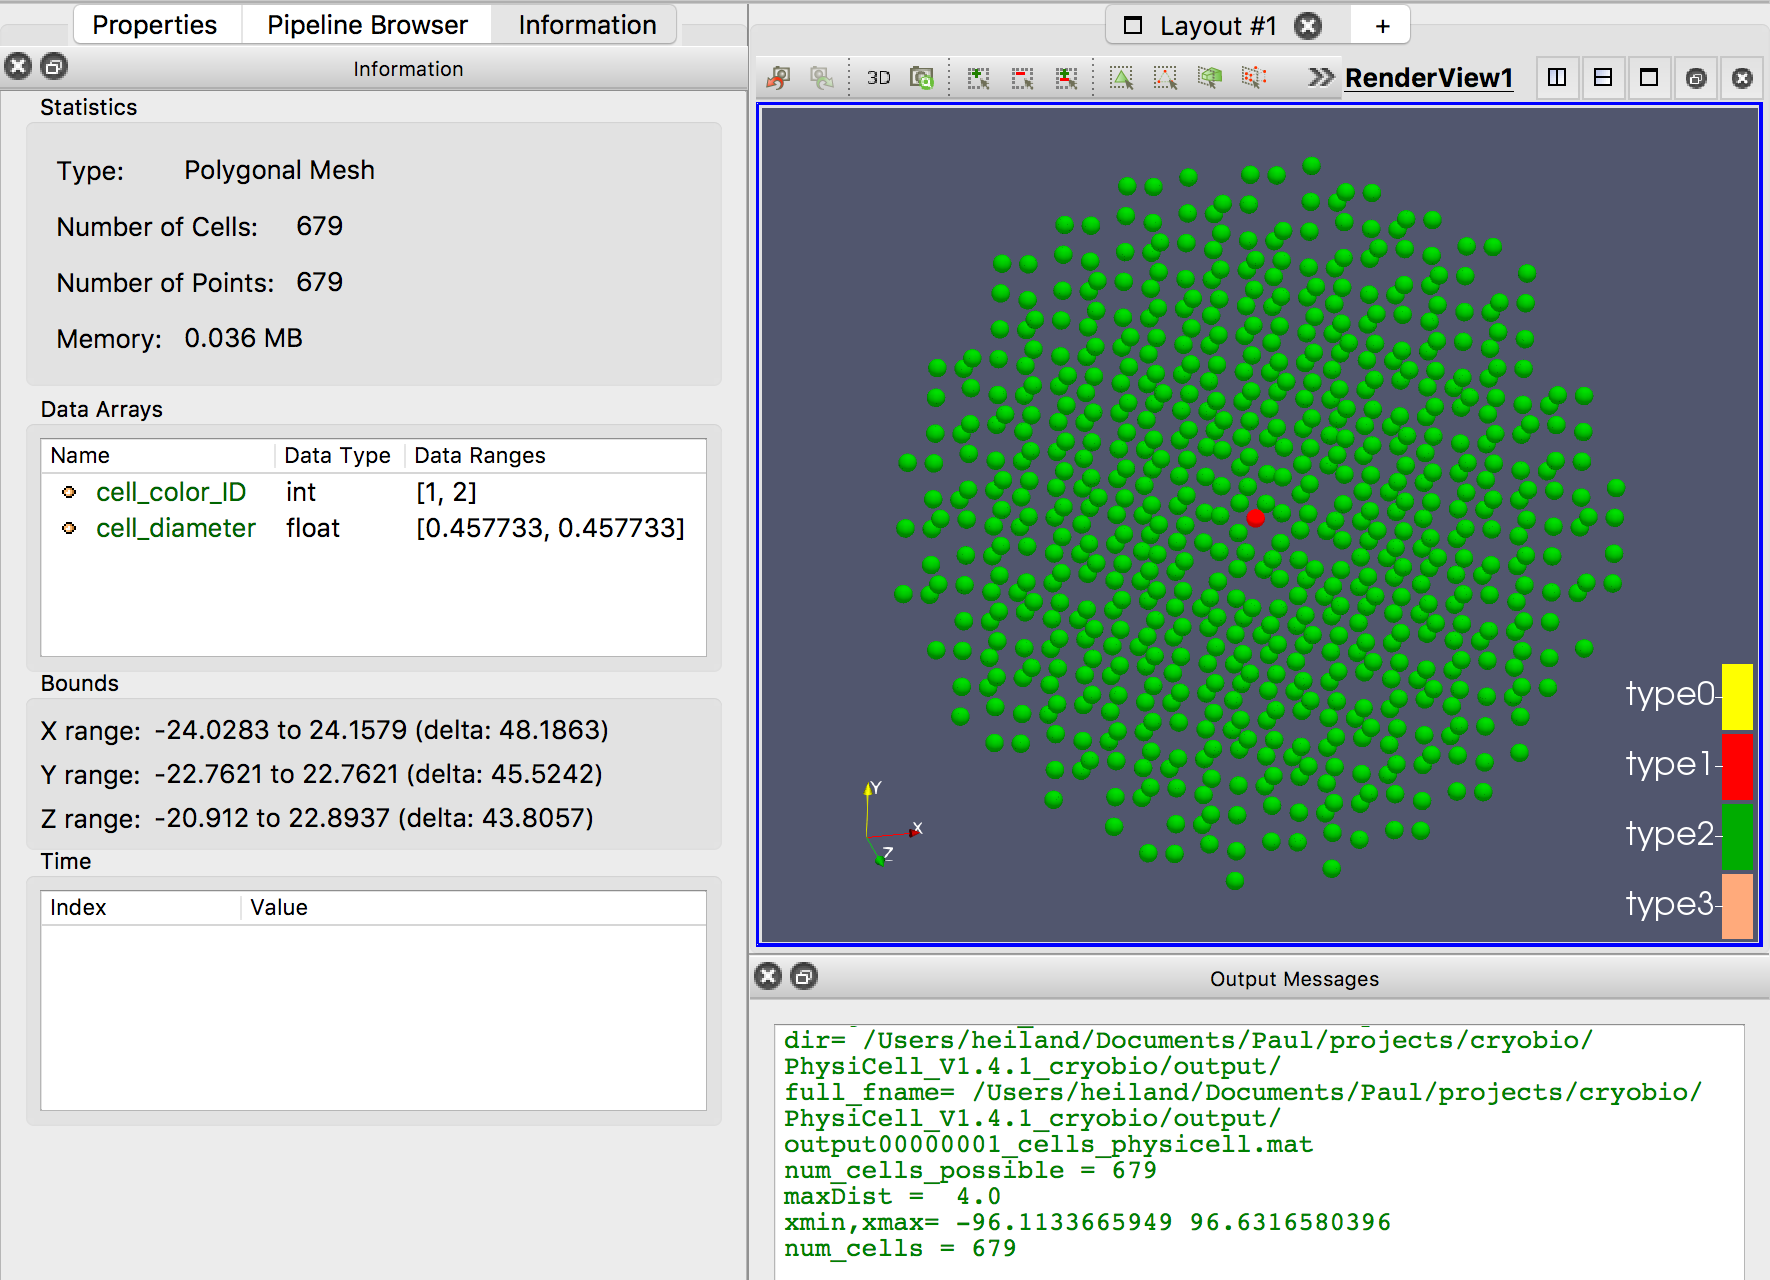 Properties Pipeline Browser Information
Information
Statistics
Type: Polygonal Mesh
Number of Cells: 679
Number of Points: 679
Memory: 0.036 MB
Data Arrays
Name Data Type Data Ranges
cell_color_ID int [1, 2]
cell_diameter float [0.457733, 0.457733]
Bounds
X range: -24.0283 to 24.1579 (delta: 48.1863)
Y range: -22.7621 to 22.7621 (delta: 45.5242)
Z range: -20.912 to 22.8937 (delta: 43.8057)
Time
Index Value
Layout #1 +
3D RenderView1
type0
type1
type2
type3
Y
X
Z
Output Messages
dir= /Users/heiland/Documents/Paul/projects/cryobio/
PhysiCell_V1.4.1_cryobio/output/
full_fname= /Users/heiland/Documents/Paul/projects/cryobio/
PhysiCell_V1.4.1_cryobio/output/
output00000001_cells_physicell.mat
num_cells_possible = 679
maxDist =  4.0
xmin,xmax= -96.1133665949 96.6316580396
num_cells = 679